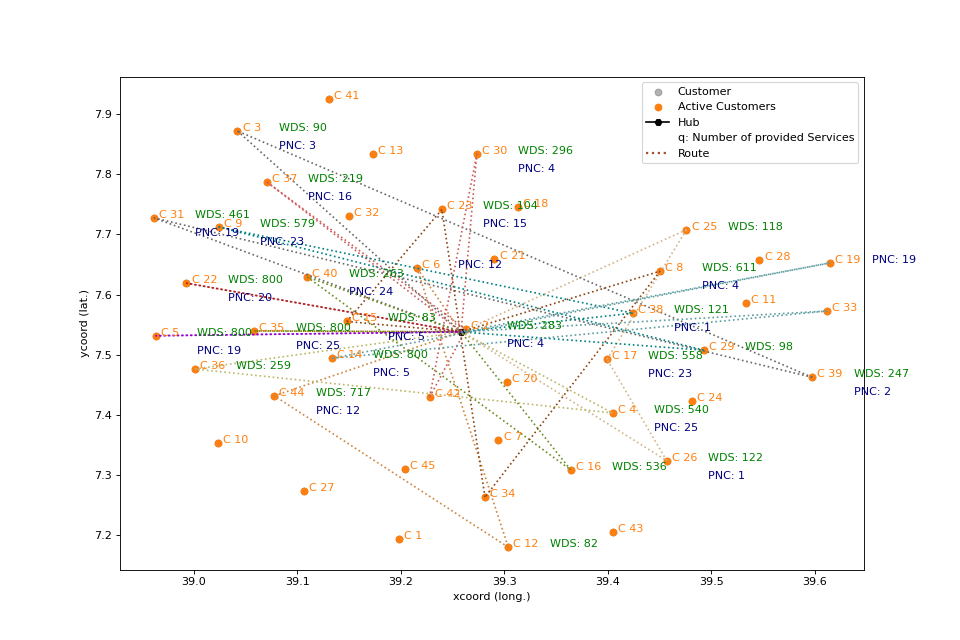 7.9
7.8
7.7
7.6
7.5
7.4
7.3
7.2
ycoord (lat.)
39.0
39.1
39.2
39.3
39.4
39.5
39.6
xcoord (long.)
Customer
Active Customers
Hub
q: Number of provided Services
Route
C 41
C 3 WDS: 90
PNC: 3
C 13
C 30 WDS: 296
PNC: 4
C 37 WDS: 219
PNC: 16
C 32
C 23 WDS: 104
PNC: 15
C 18
C 31 WDS: 461
PNC: 19
C 9 WDS: 579
PNC: 23
C 25 WDS: 118
C 21
C 28
C 19 PNC: 19
C 6 PNC: 12
C 8 WDS: 611
PNC: 4
C 22 WDS: 800
PNC: 20
C 40 WDS: 263
PNC: 24
C 11
C 33
C 38 WDS: 121
PNC: 1
WDS: 83
PNC: 5
C 5 WDS: 800
PNC: 19
C 35 WDS: 800
PNC: 25
WDS: 283
PNC: 4
C 29 WDS: 98
C 14 WDS: 800
PNC: 5
C 17 WDS: 558
PNC: 23
C 36 WDS: 259
C 39 WDS: 247
PNC: 2
C 20
C 44 WDS: 717
PNC: 12
C 42
C 24
C 4 WDS: 540
PNC: 25
C 10
C 7
C 26 WDS: 122
PNC: 1
C 45
C 16 WDS: 536
C 27
C 34
C 1
C 43
C 12 WDS: 82